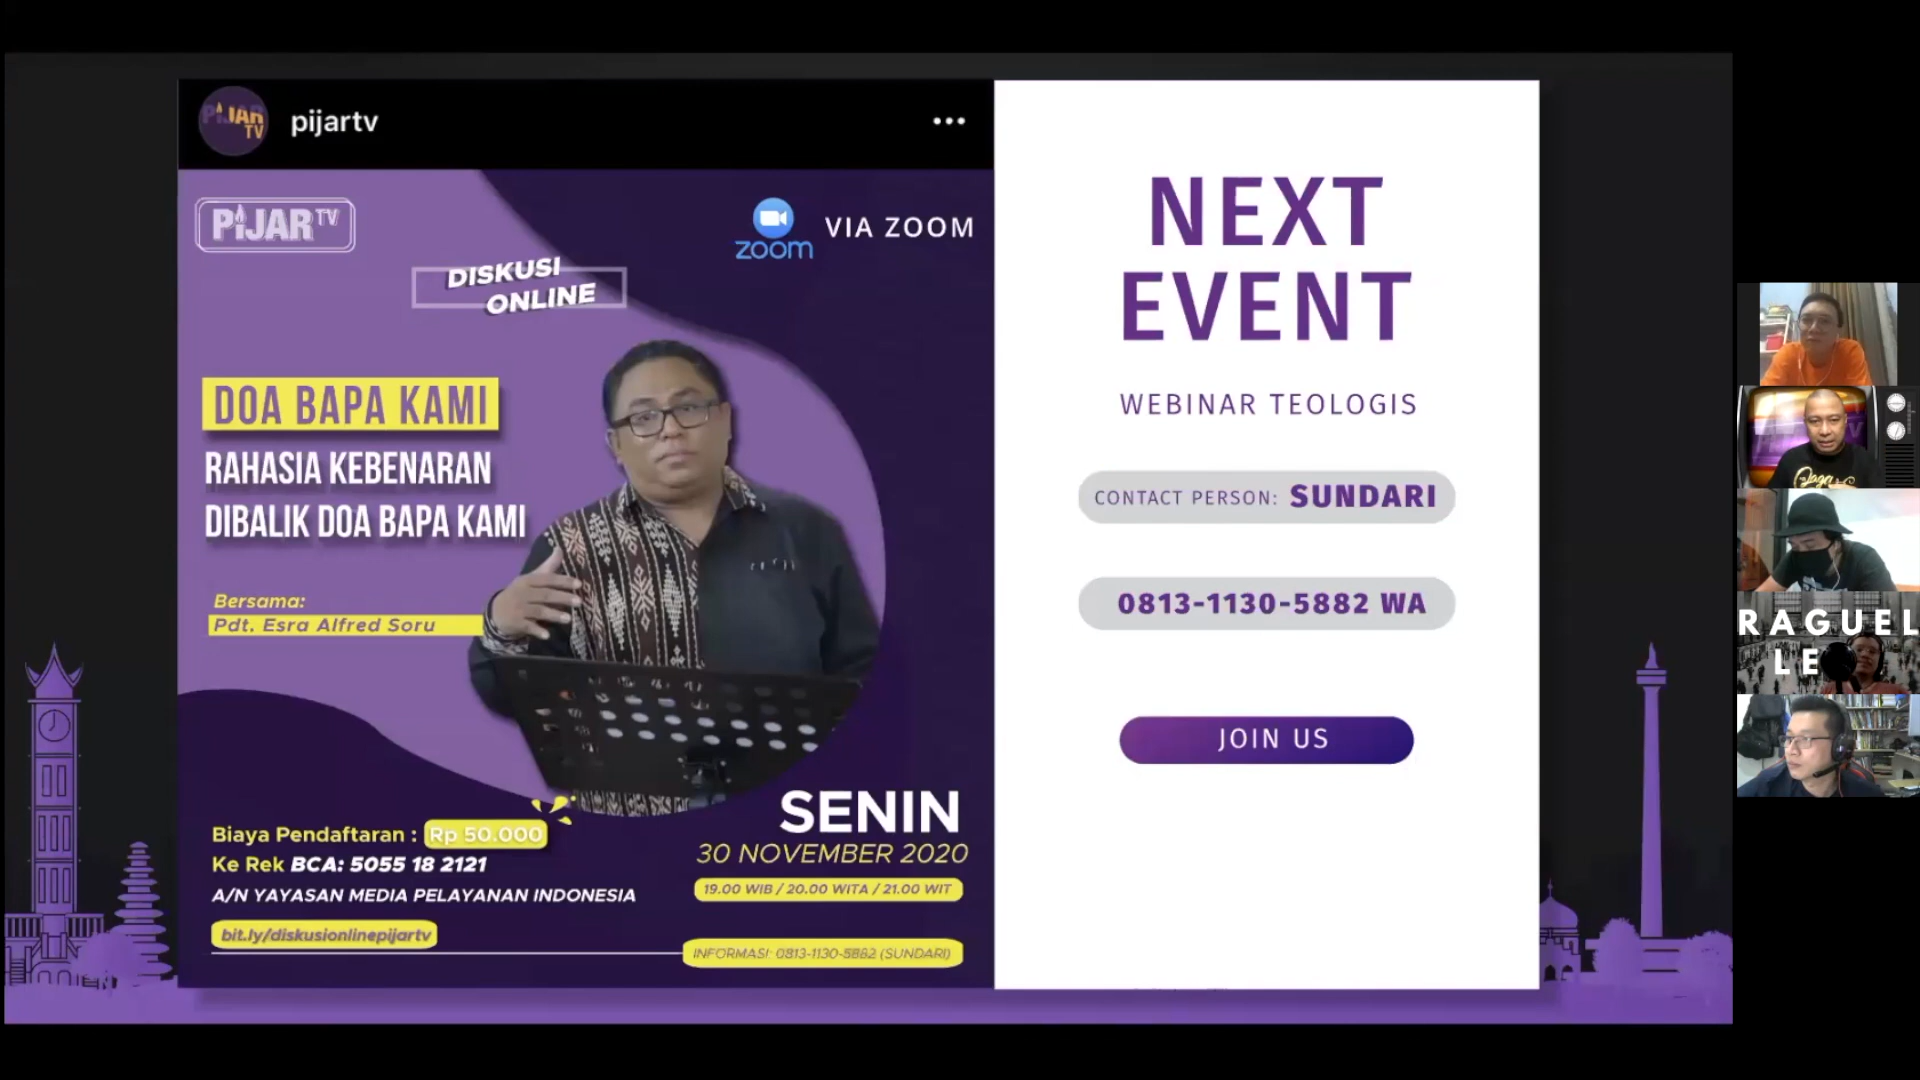 PIJAR TV
pijartv
PIJAR TV
zoom
VIA ZOOM
DISKUSI
ONLINE
DOA BAPA KAMI
RAHASIA KEBENARAN
DIBALIK DOA BAPA KAMI
Bersama:
Pdt. Esra Alfred Soru
Biaya Pendaftaran : Rp 50.000
Ke Rek BCA: 5055 18 2121
A/N YAYASAN MEDIA PELAYANAN INDONESIA
bit.ly/diskusionlinepijartv
SENIN
30 NOVEMBER 2020
19.00 WIB / 20.00 WITA / 21.00 WIT
INFORMASI: 0813-1130-5882 (SUNDARI)
NEXT
EVENT
WEBINAR TEOLOGIS
CONTACT PERSON: SUNDARI
0813-1130-5882 WA
JOIN US
RAGUEL
LE